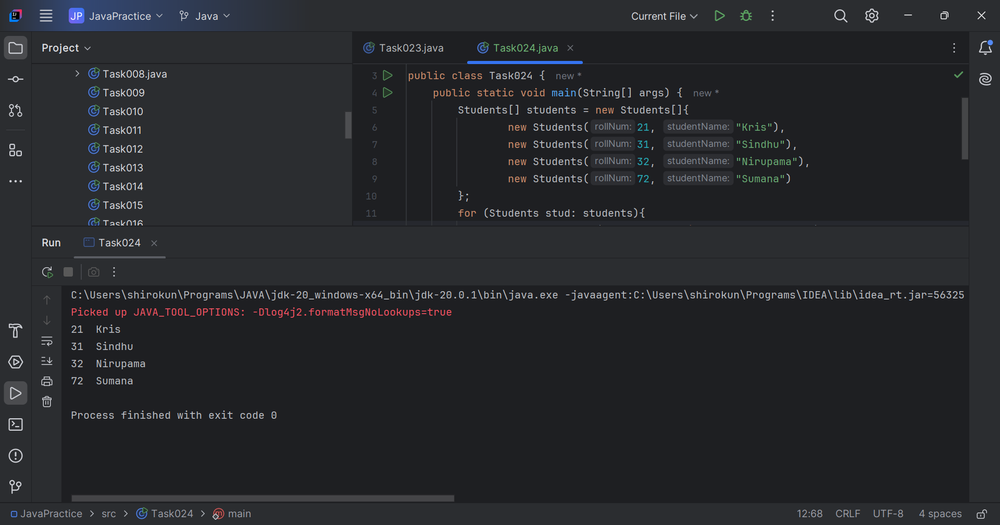 JP JavaPractice Java Current File
Project
Task023.java Task024.java
Task008.java
Task009
Task010
Task011
Task012
Task013
Task014
Task015
Task016
3 public class Task024 { new *
4 public static void main(String[] args) { new *
5 Students[] students = new Students[]{
6 new Students( rollNum: 21, studentName: "Kris"),
7 new Students( rollNum: 31, studentName: "Sindhu"),
8 new Students( rollNum: 32, studentName: "Nirupama"),
9 new Students( rollNum: 72, studentName: "Sumana")
10 };
11 for (Students stud: students){
Run Task024
C:\Users\shirokun\Programs\JAVA\jdk-20_windows-x64_bin\jdk-20.0.1\bin\java.exe -javaagent:C:\Users\shirokun\Programs\IDEA\lib\idea_rt.jar=56325
Picked up JAVA_TOOL_OPTIONS: -Dlog4j2.formatMsgNoLookups=true
21 Kris
31 Sindhu
32 Nirupama
72 Sumana
Process finished with exit code 0
JavaPractice > src > Task024 > main 12:68 CRLF UTF-8 4 spaces